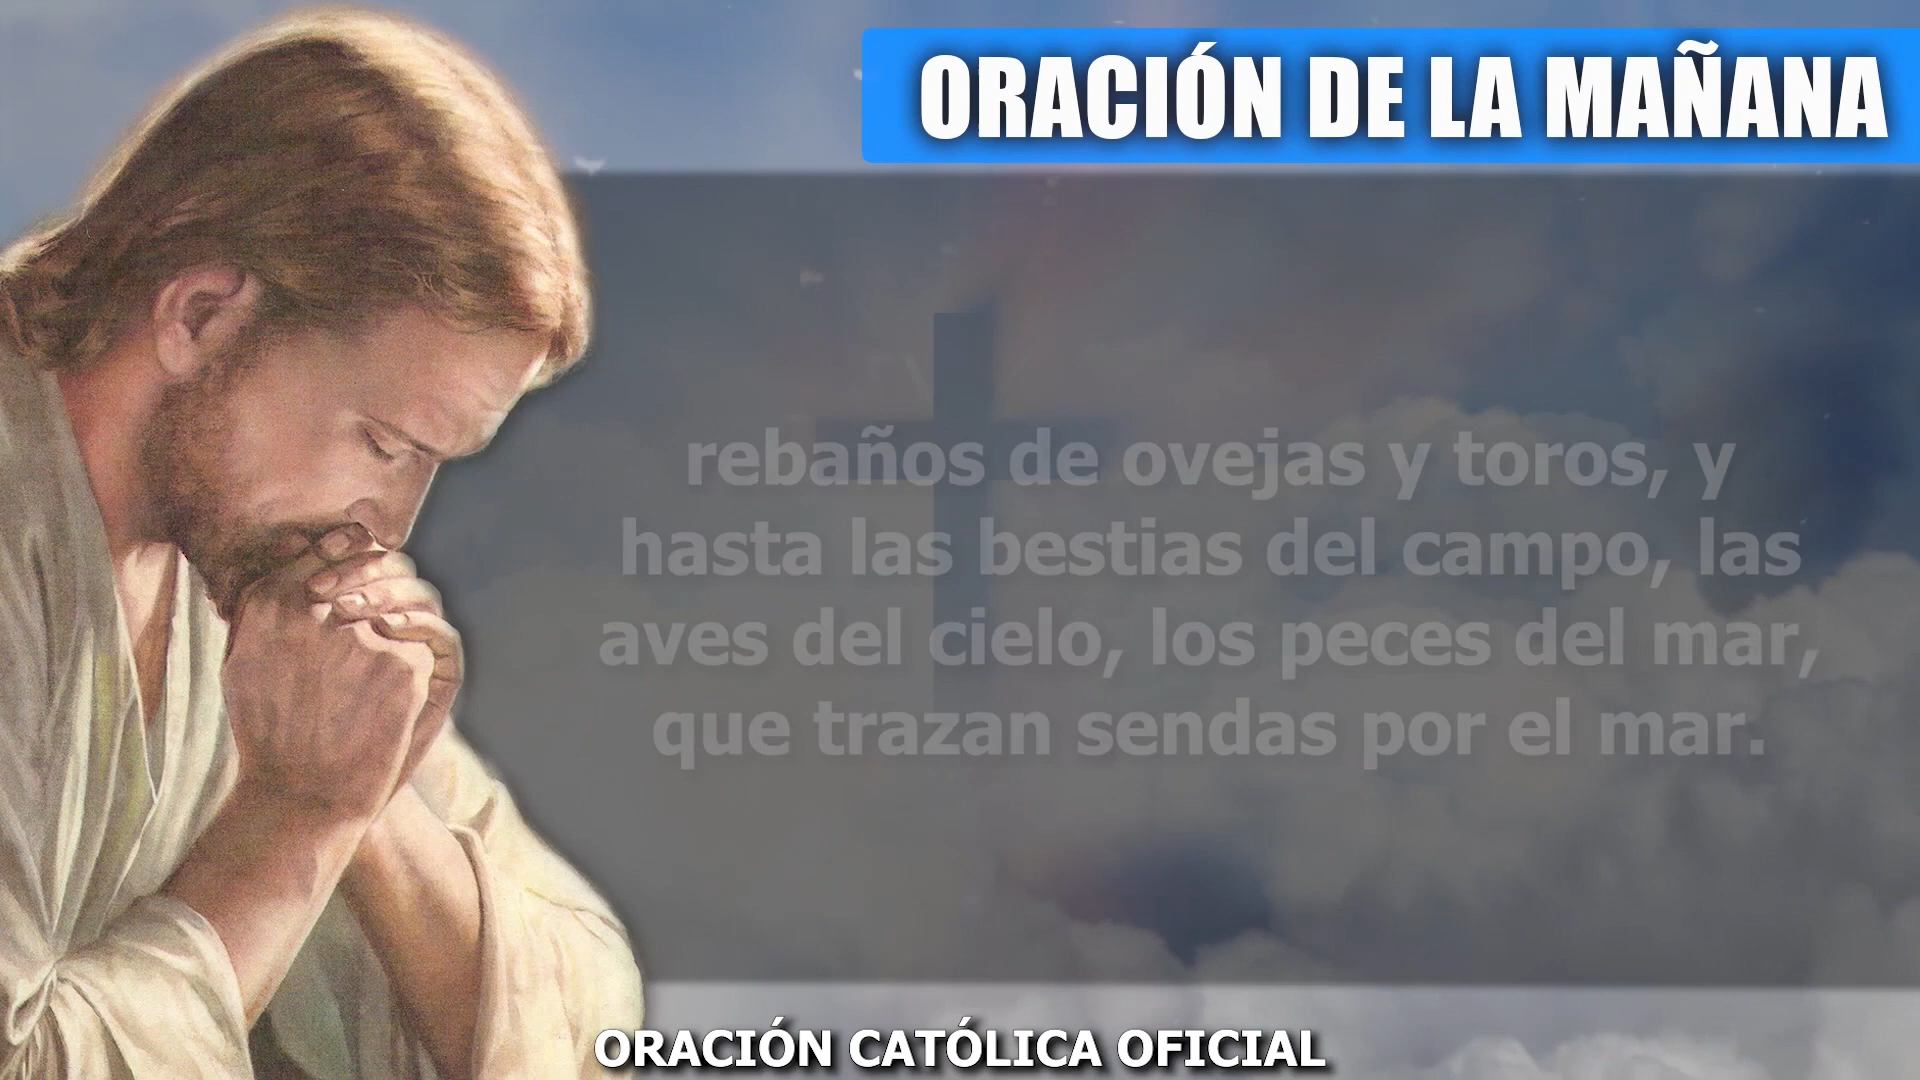 ORACIÓN DE LA MAÑANA
rebaños de ovejas y toros, y
hasta las bestias del campo, las
aves del cielo, los peces del mar,
que trazan sendas por el mar.
ORACIÓN CATÓLICA OFICIAL